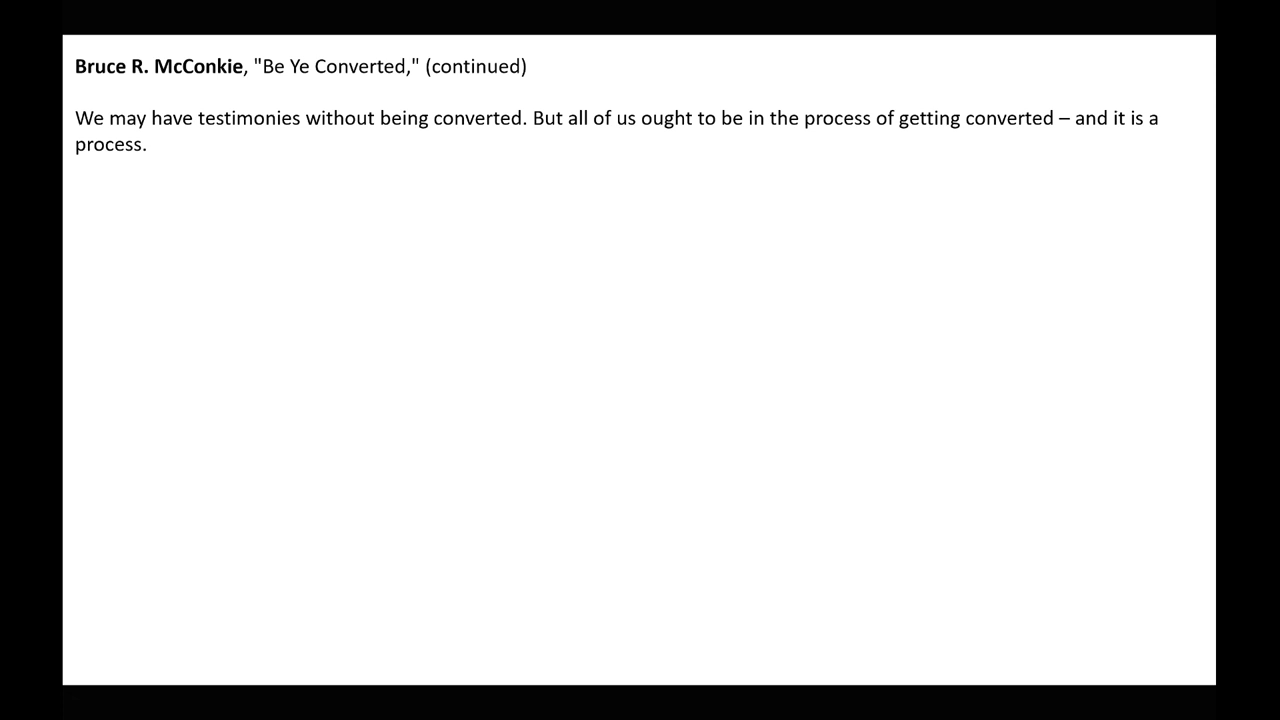 Bruce R. McConkie, "Be Ye Converted," (continued)
We may have testimonies without being converted. But all of us ought to be in the process of getting converted – and it is a
process.